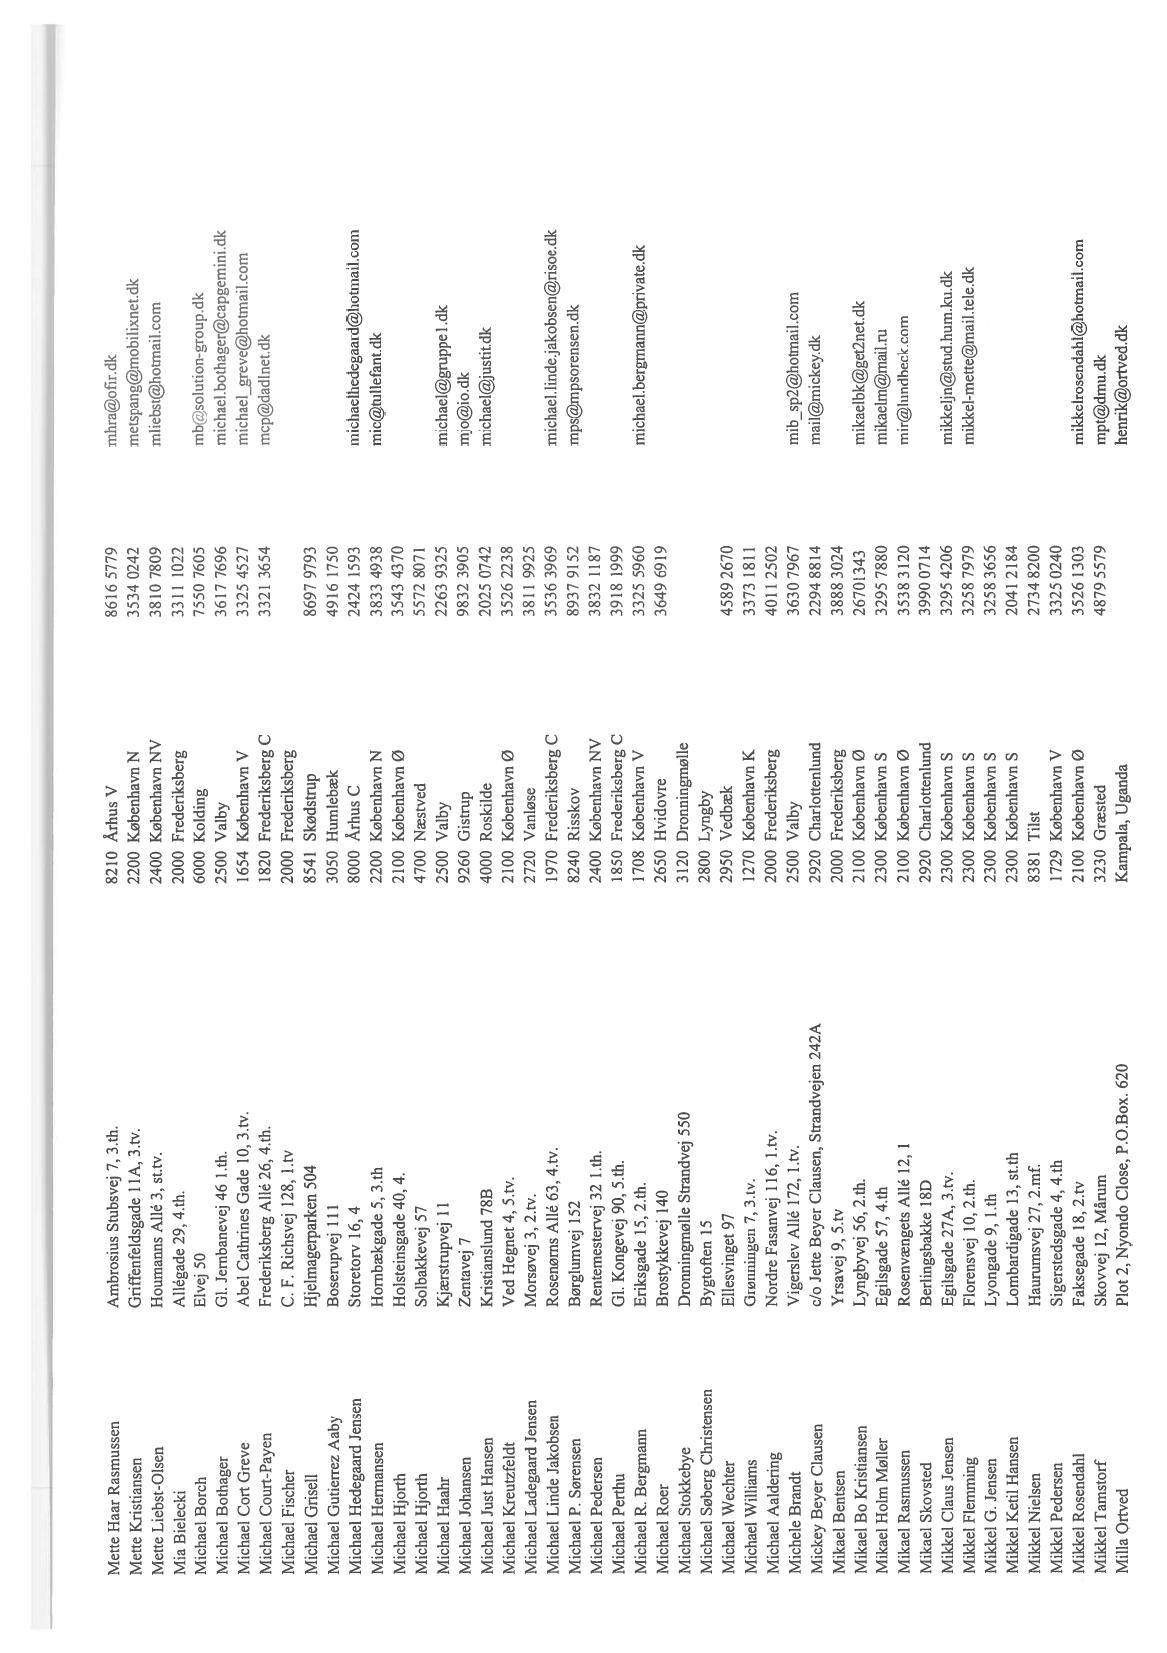 Mette Haar Rasmussen Ambrosius Stubsvej 7, 3.th. 8210 Århus V 8616 5779 mhra@ofir.dk
Mette Kristiansen Griffenfeldsgade 11A, 3.tv. 2200 København N 3534 0242 metspang@mobilixnet.dk
Mette Liebst-Olsen Houmanns Allé 3, st.tv. 2400 København NV 3810 7809 mliebst@hotmail.com
Mia Bielecki Allégade 29, 4.th. 2000 Frederiksberg 3311 1022
Michael Borch Elvej 50 6000 Kolding 7550 7605 mb@solution-group.dk
Michael Bothager Gl. Jernbanevej 46 1.th. 2500 Valby 3617 7696 michael.bothager@capgemini.dk
Michael Cort Greve Abel Cathrines Gade 10, 3.tv. 1654 København V 3325 4527 michael_greve@hotmail.com
Michael Court-Payen Frederiksberg Allé 26, 4.th. 1820 Frederiksberg C 3321 3654 mcp@dadlnet.dk
Michael Fischer C. F. Richsvej 128, 1.tv 2000 Frederiksberg
Michael Grisell Hjelmagerparken 504 8541 Skødstrup 8697 9793
Michael Gutierrez Aaby Boserupvej 111 3050 Humlebæk 4916 1750
Michael Hedegaard Jensen Storetorv 16, 4 8000 Århus C 2424 1593 michaelhedegaard@hotmail.com
Michael Hermansen Hornbækgade 5, 3.th 2200 København N 3833 4938 mic@tullefant.dk
Michael Hjorth Holsteinsgade 40, 4. 2100 København Ø 3543 4370
Michael Hjorth Solbakkevej 57 4700 Næstved 5572 8071
Michael Haahr Kjærstrupvej 11 2500 Valby 2263 9325 michael@gruppe1.dk
Michael Johansen Zentavej 7 9260 Gistrup 9832 3905 mjo@io.dk
Michael Just Hansen Kristianslund 78B 4000 Roskilde 2025 0742 michael@justit.dk
Michael Kreutzfeldt Ved Hegnet 4, 5.tv. 2100 København Ø 3526 2238
Michael Ladegaard Jensen Morsøvej 3, 2.tv. 2720 Vanløse 3811 9925
Michael Linde Jakobsen Rosenørns Allé 63, 4.tv. 1970 Frederiksberg C 3536 3969 michael.linde.jakobsen@risoe.dk
Michael P. Sørensen Børglumvej 152 8240 Risskov 8937 9152 mps@mpsorensen.dk
Michael Pedersen Rentemestervej 32 1.th. 2400 København NV 3832 1187
Michael Perthu Gl. Kongevej 90, 5.th. 1850 Frederiksberg C 3918 1999
Michael R. Bergmann Eriksgade 15, 2.th. 1708 København V 3325 5960 michael.bergmann@private.dk
Michael Roer Brostykkevej 140 2650 Hvidovre 3649 6919
Michael Stokkebye Dronningmølle Strandvej 550 3120 Dronningmølle
Michael Søberg Christensen Bygtoften 15 2800 Lyngby
Michael Wechter Ellesvinget 97 2950 Vedbæk 4589 2670
Michael Williams Grønningen 7, 3.tv. 1270 København K 3373 1811
Michael Aaldering Nordre Fasanvej 116, 1.tv. 2000 Frederiksberg 4011 2502
Michele Brandt Vigerslev Allé 172, 1.tv. 2500 Valby 3630 7967 mib_sp2@hotmail.com
Mickey Beyer Clausen c/o Jette Beyer Clausen, Strandvejen 242A 2920 Charlottenlund 2294 8814 mail@mickey.dk
Mikael Bentsen Yrsavej 9, 5.tv 2000 Frederiksberg 3888 3024
Mikael Bo Kristiansen Lyngbyvej 56, 2.th. 2100 København Ø 26701343 mikaelbk@get2net.dk
Mikael Holm Møller Egilsgade 57, 4.th 2300 København S 3295 7880 mikaelm@mail.ru
Mikael Rasmussen Rosenvængets Allé 12, 1 2100 København Ø 3538 3120 mir@lundbeck.com
Mikael Skovsted Berlingsbakke 18D 2920 Charlottenlund 3990 0714
Mikkel Claus Jensen Egilsgade 27A, 3.tv. 2300 København S 3295 4206 mikkeljn@stud.hum.ku.dk
Mikkel Flemming Florensvej 10, 2.th. 2300 København S 3258 7979 mikkel-mette@mail.tele.dk
Mikkel G. Jensen Lyongade 9, 1.th 2300 København S 3258 3656
Mikkel Ketil Hansen Lombardigade 13, st.th 2300 København S 2041 2184
Mikkel Nielsen Haurumsvej 27, 2.mf. 8381 Tilst 2734 8200
Mikkel Pedersen Sigerstedsgade 4, 4.th 1729 København V 3325 0240
Mikkel Rosendahl Faksegade 18, 2.tv 2100 København Ø 3526 1303 mikkelrosendahl@hotmail.com
Mikkel Tamstorf Skovvej 12, Mårum 3230 Græsted 4879 5579 mpt@dmu.dk
Milla Ortved Plot 2, Nyondo Close, P.O.Box. 620 Kampala, Uganda henrik@ortved.dk